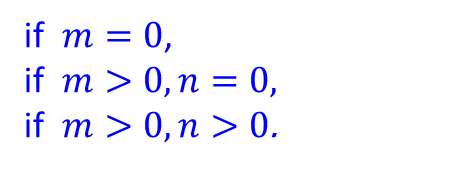 if m = 0,
if m > 0, n = 0,
if m > 0, n > 0.